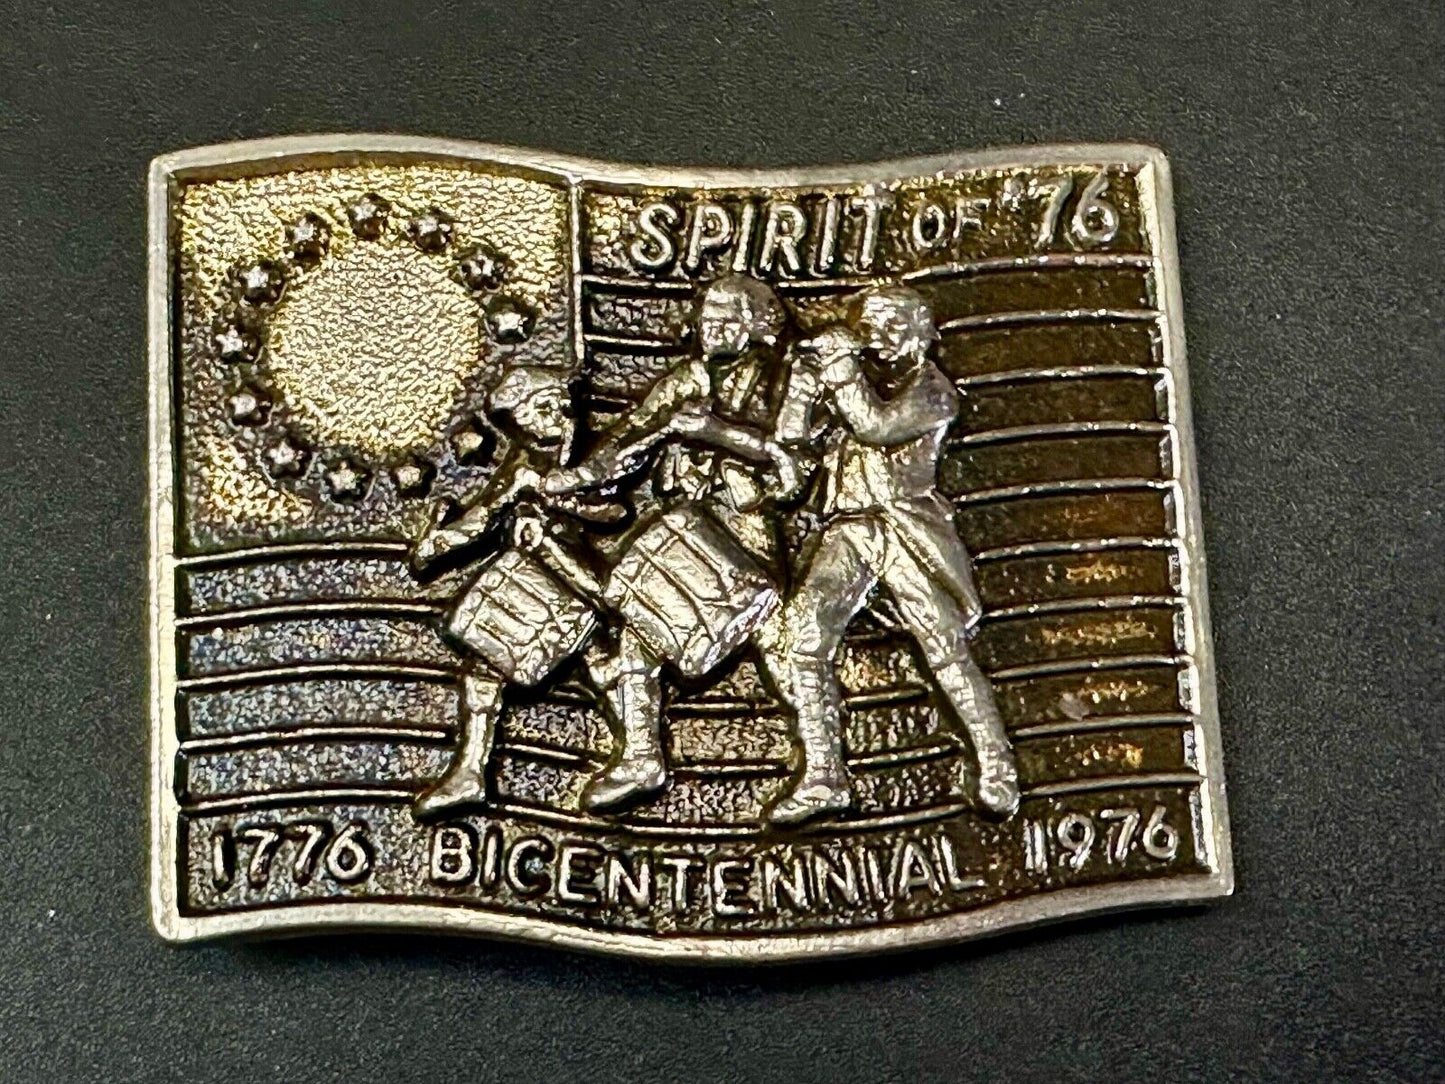 SPIRIT OF '76
1776 BICENTENNIAL 1976